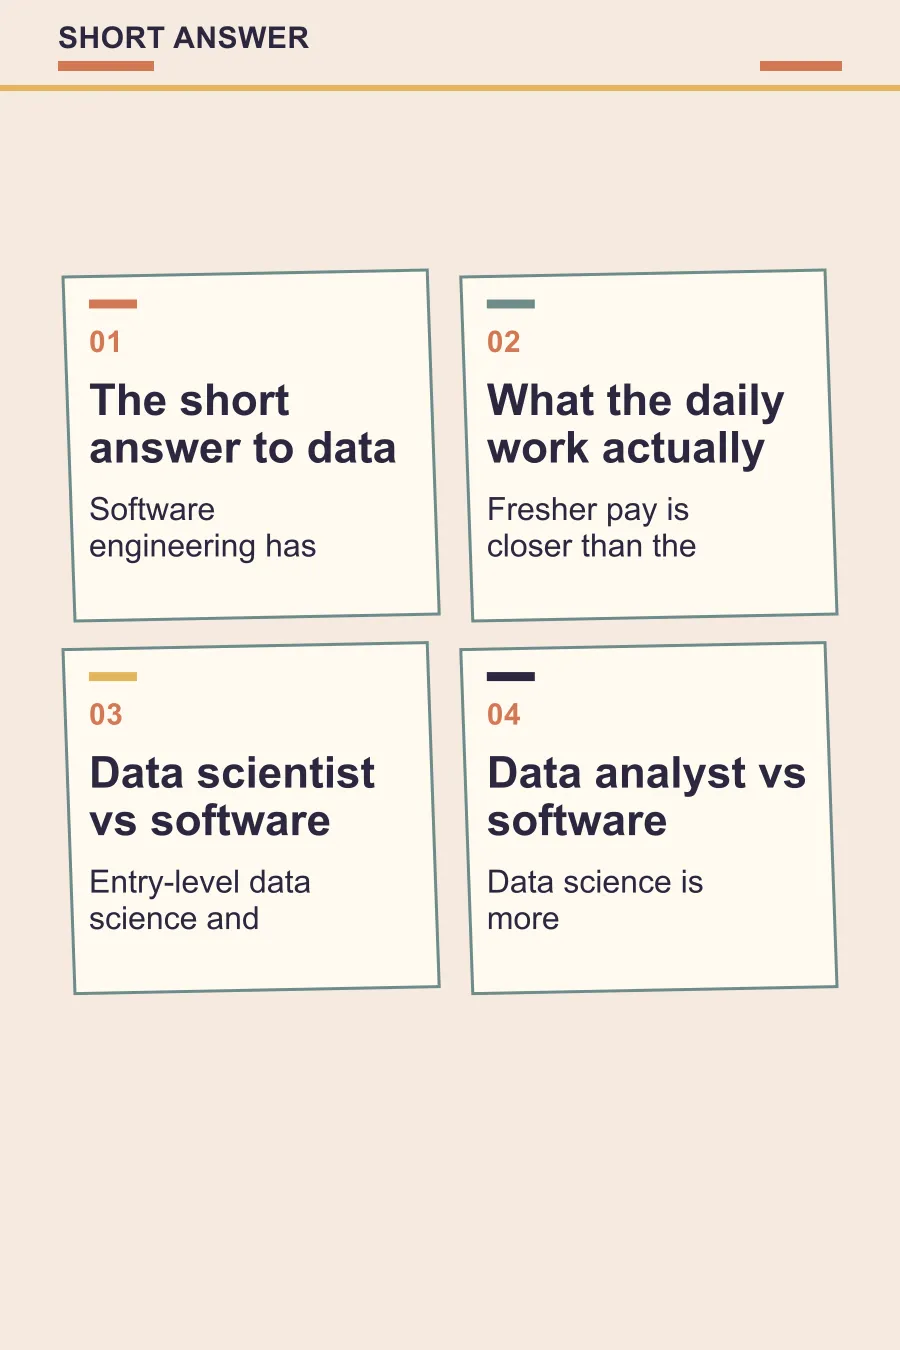 SHORT ANSWER
01
The short
answer to data
Software
engineering has
02
What the daily
work actually
Fresher pay is
closer than the
03
Data scientist
vs software
Entry-level data
science and
04
Data analyst vs
software
Data science is
more